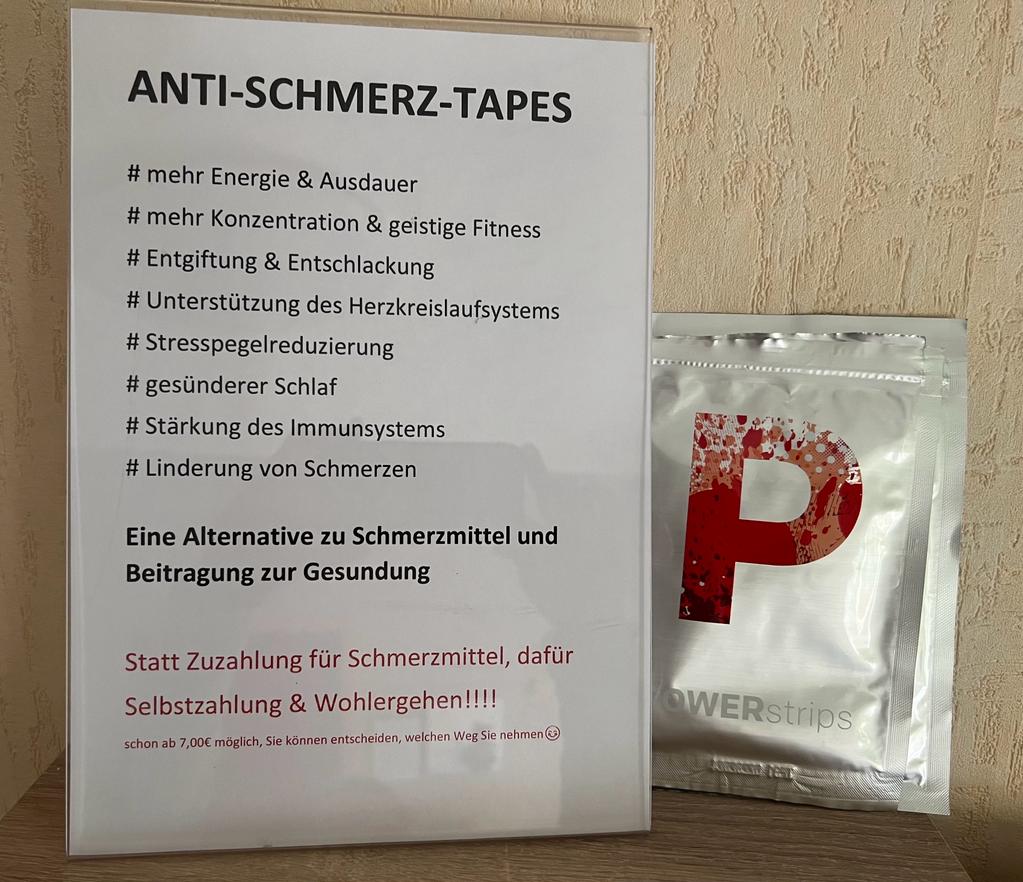 ANTI-SCHMERZ-TAPES
# mehr Energie & Ausdauer
# mehr Konzentration & geistige Fitness
# Entgiftung & Entschlackung
# Unterstützung des Herzkreislaufsystems
# Stresspegelreduzierung
# gesünderer Schlaf
# Stärkung des Immunsystems
# Linderung von Schmerzen
Eine Alternative zu Schmerzmittel und
Beitragung zur Gesundung
Statt Zuzahlung für Schmerzmittel, dafür
Selbstzahlung & Wohlergehen!!!!
schon ab 7,00€ möglich, Sie können entscheiden, welchen Weg Sie nehmen😊
P
OWERstrips